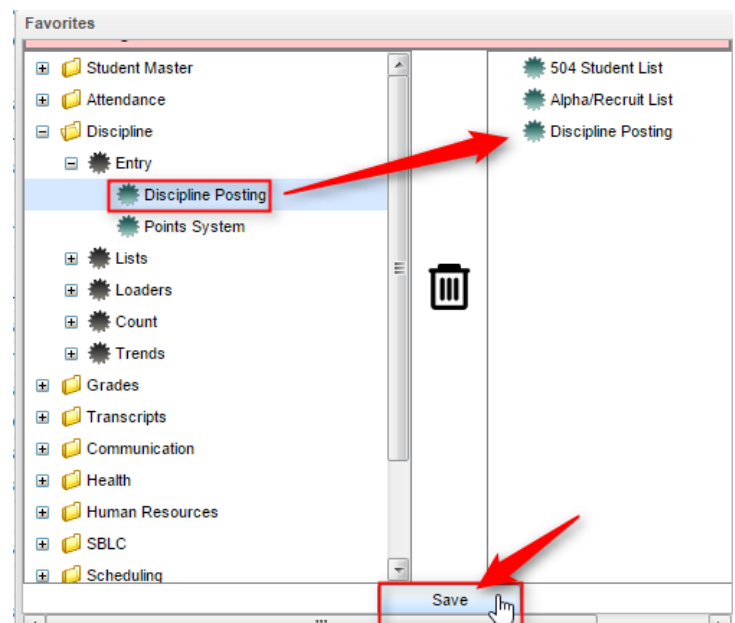 Favorites
Student Master
Attendance
Discipline
Entry
Discipline Posting
Points System
Lists
Loaders
Count
Trends
Grades
Transcripts
Communication
Health
Human Resources
SBLC
Scheduling
504 Student List
Alpha/Recruit List
Discipline Posting
Save